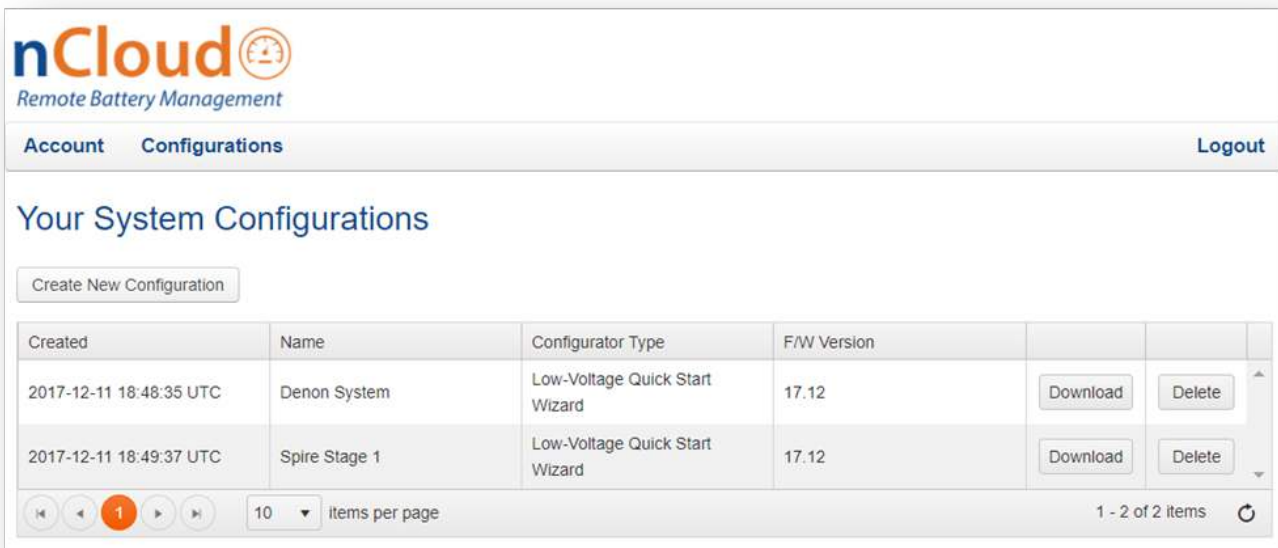 nCloud
Remote Battery Management
Account Configurations Logout
Your System Configurations
Create New Configuration
Created Name Configurator Type F/W Version
2017-12-11 18:48:35 UTC Denon System Low-Voltage Quick Start Wizard 17.12 Download Delete
2017-12-11 18:49:37 UTC Spire Stage 1 Low-Voltage Quick Start Wizard 17.12 Download Delete
1 10 items per page 1 - 2 of 2 items